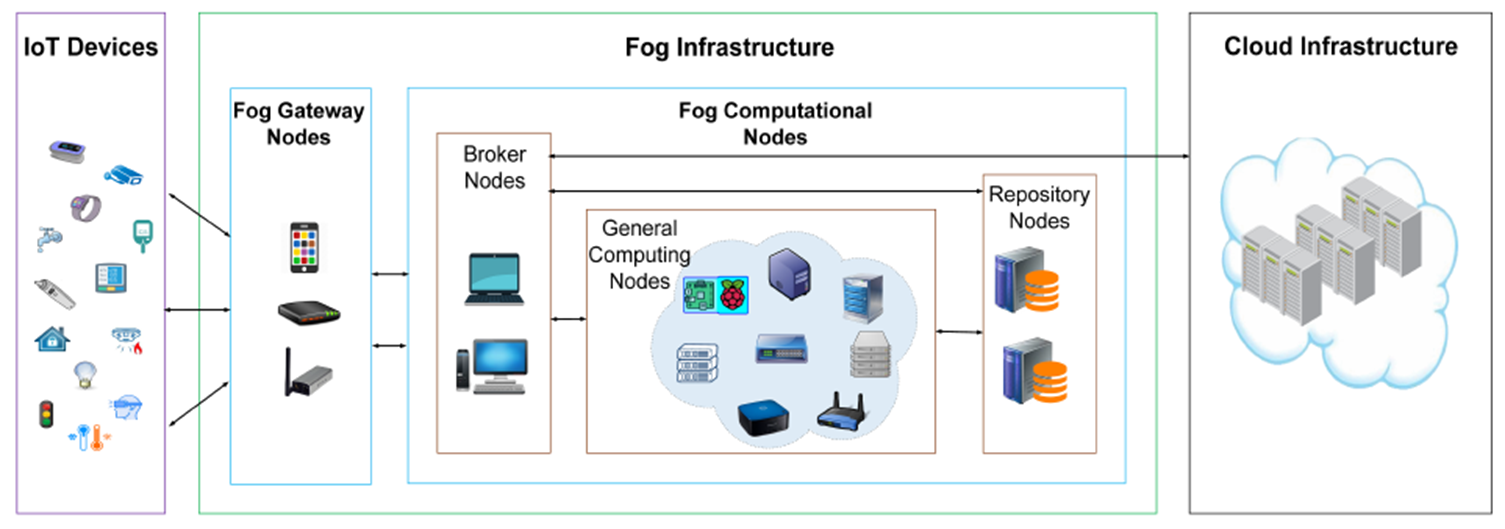 IoT Devices
Fog Infrastructure
Cloud Infrastructure
Fog Gateway
Nodes
Fog Computational
Nodes
Broker
Nodes
General
Computing
Nodes
Repository
Nodes